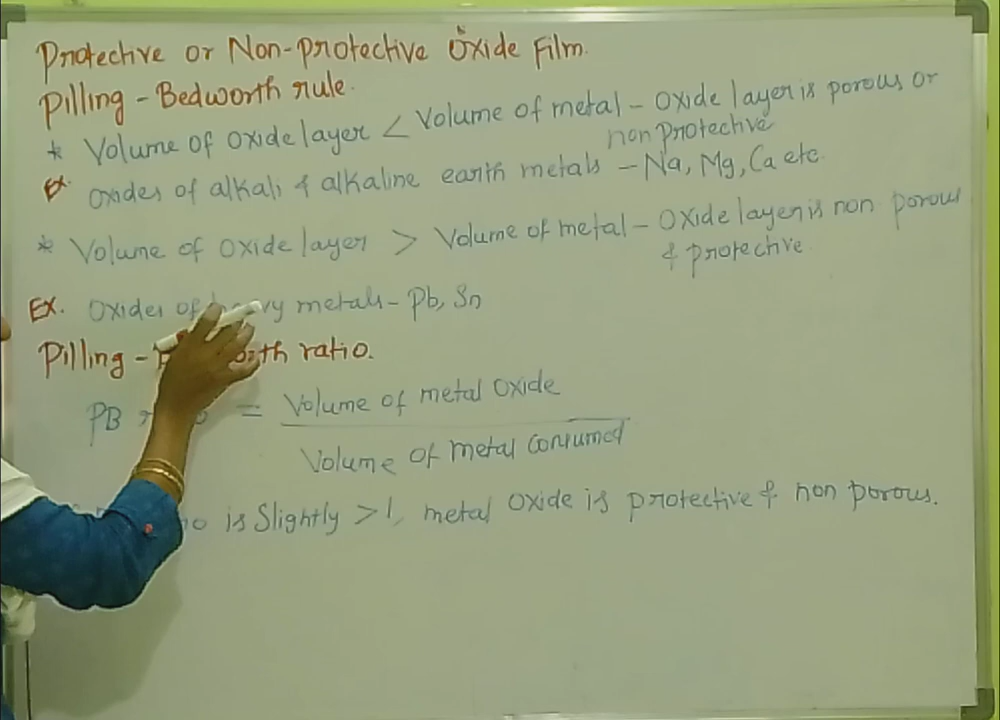 Protective or Non-protective Oxide Film.
Pilling - Bedworth rule.
* Volume of oxide layer < Volume of metal - Oxide layer is porous or
non protective
Ex oxides of alkali & alkaline earth metals - Na, Mg, Ca etc
* Volume of oxide layer > Volume of metal - Oxide layer is non porous
& protective
Ex. Oxides of metals - Pb, Sn
Pilling - ratio.
PB = Volume of metal oxide
Volume of metal consumed
is slightly >1, metal oxide is protective & non porous.